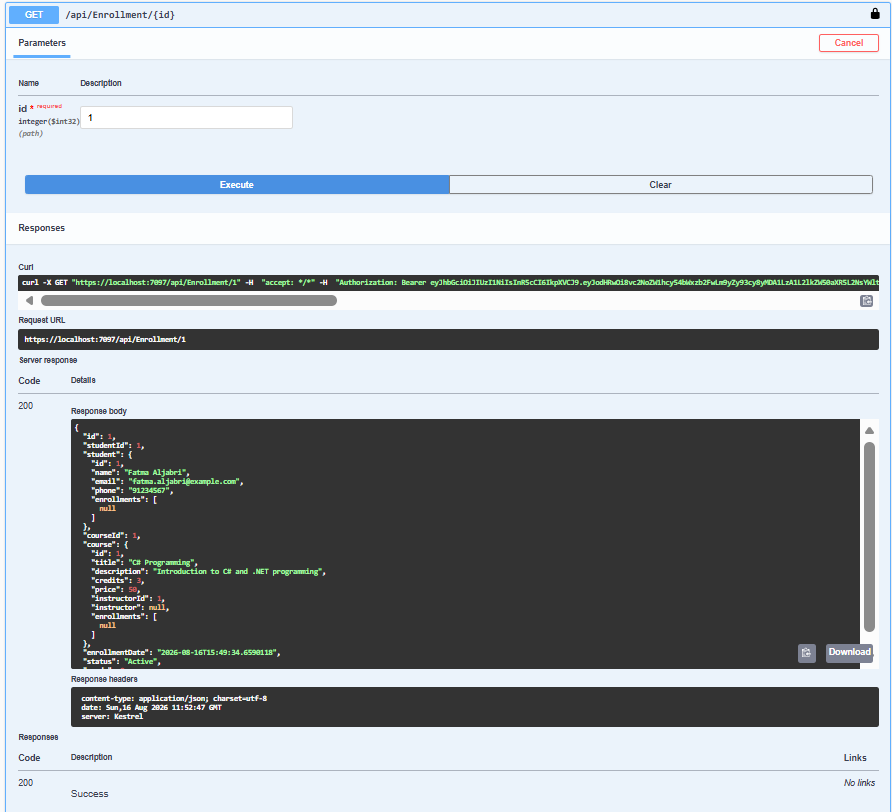 GET /api/Enrollment/{id}
Parameters
Cancel
Name Description
id * required
1
integer($int32)
(path)
Execute Clear
Responses
Curl
curl -X GET "https://localhost:7097/api/Enrollment/1" -H "accept: */*" -H "Authorization: Bearer
Request URL
https://localhost:7097/api/Enrollment/1
Server response
Code Details
200
Response body
{
"id": 1,
"studentId": 1,
"student": {
"id": 1,
"name": "Fatma Aljabri",
"email": "fatma.aljabri@example.com",
"phone": "91234567",
"enrollments": [
null
]
},
"courseId": 1,
"course": {
"id": 1,
"title": "C# Programming",
"description": "Introduction to C# and .NET programming",
"credits": 3,
"price": 50,
"instructorId": 1,
"instructor": null,
"enrollments": [
null
]
},
"enrollmentDate": "2026-08-16T15:49:34.6590118",
"status": "Active",
Download
Response headers
content-type: application/json; charset=utf-8
date: Sun,16 Aug 2026 11:52:47 GMT
server: Kestrel
Responses
Code Description Links
200
Success
No links